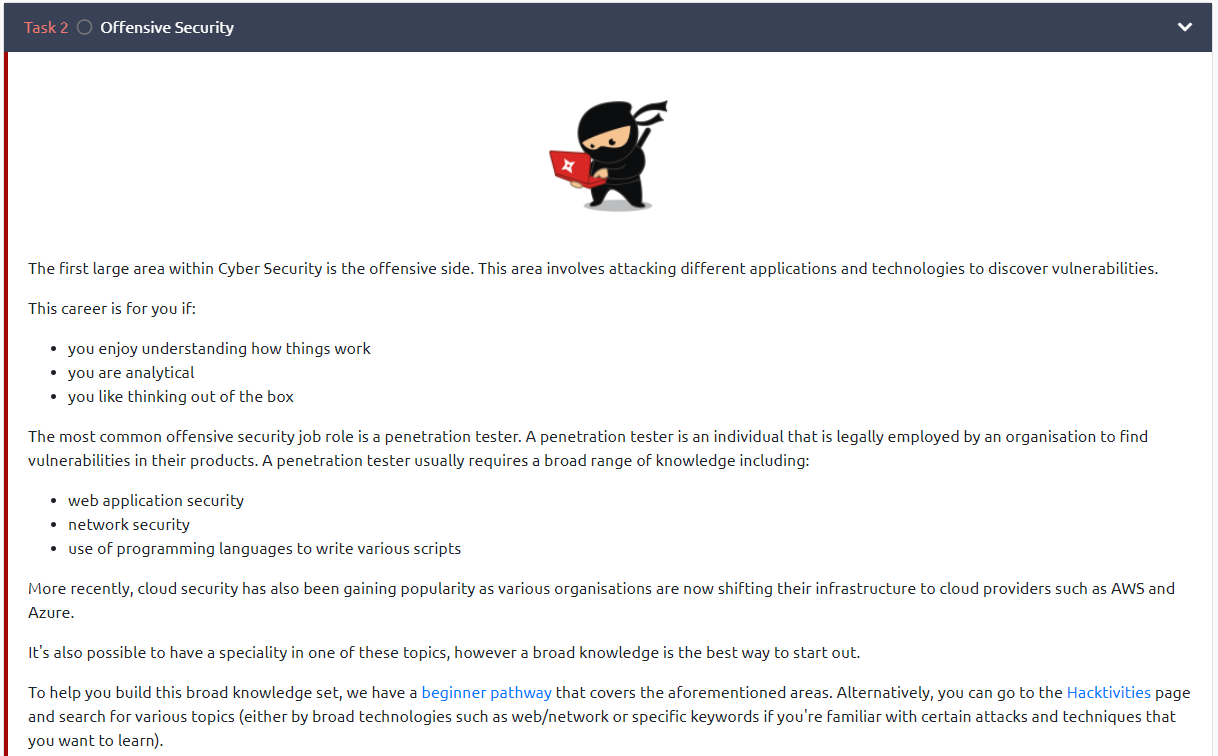 Task 2 Offensive Security
The first large area within Cyber Security is the offensive side. This area involves attacking different applications and technologies to discover vulnerabilities.
This career is for you if:
you enjoy understanding how things work
you are analytical
you like thinking out of the box
The most common offensive security job role is a penetration tester. A penetration tester is an individual that is legally employed by an organisation to find
vulnerabilities in their products. A penetration tester usually requires a broad range of knowledge including:
web application security
network security
use of programming languages to write various scripts
More recently, cloud security has also been gaining popularity as various organisations are now shifting their infrastructure to cloud providers such as AWS and
Azure.
It's also possible to have a speciality in one of these topics, however a broad knowledge is the best way to start out.
To help you build this broad knowledge set, we have a beginner pathway that covers the aforementioned areas. Alternatively, you can go to the Hacktivities page
and search for various topics (either by broad technologies such as web/network or specific keywords if you're familiar with certain attacks and techniques that
you want to learn).